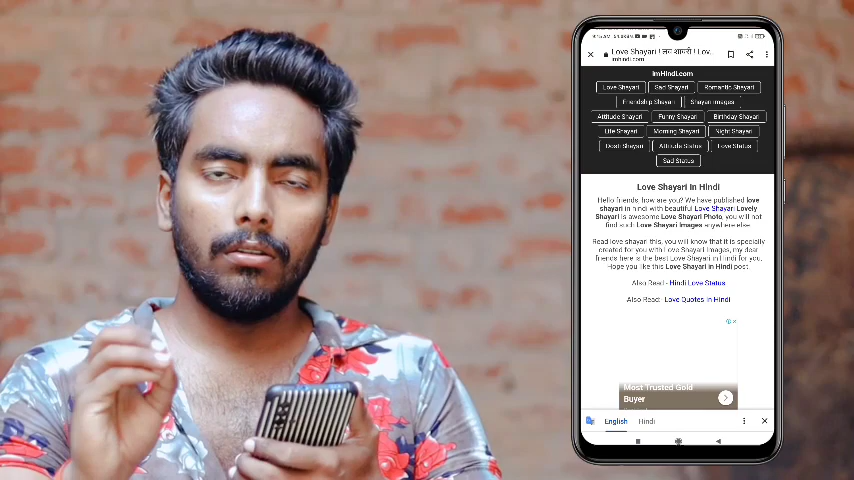 Love Shayari ! लव शायरी ! Lov...
imhindi.com
ImHindi.com
Love Shayari Sad Shayari Romantic Shayari
Friendship Shayari Shayari Images
Attitude Shayari Funny Shayari Birthday Shayari
Life Shayari Morning Shayari Night Shayari
Dosti Shayari Attitude Status Love Status
Sad Status
Love Shayari In Hindi
Hello friends, how are you? We have published love
shayari in hindi with beautiful Love Shayari Lovely
Shayari is awesome Love Shayari Photo, you will not
find such Love Shayari Images anywhere else.
Read love shayari this, you will know that it is specially
created for you with Love Shayari Images, my dear
friends here is the best Love Shayari in Hindi for you.
Hope you like this Love Shayari in Hindi post.
Also Read:- Hindi Love Status
Also Read:- Love Quotes In Hindi
Most Trusted Gold
Buyer
English Hindi